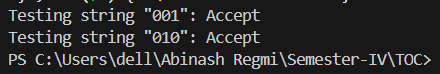 Testing string "001": Accept
Testing string "010": Accept
PS C:\Users\dell\Abinash Regmi\Semester-IV\TOC>